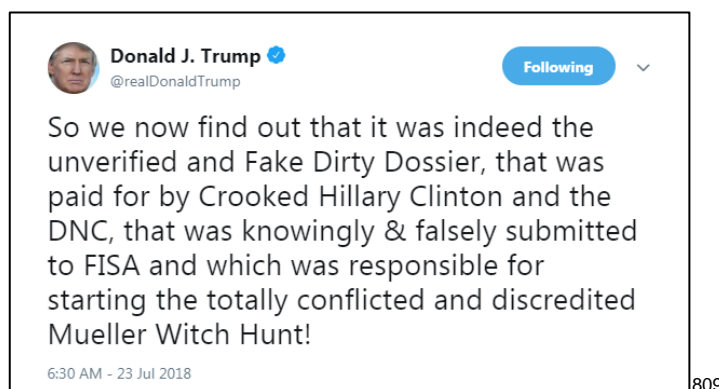 Donald J. Trump
@realDonaldTrump
Following
So we now find out that it was indeed the
unverified and Fake Dirty Dossier, that was
paid for by Crooked Hillary Clinton and the
DNC, that was knowingly & falsely submitted
to FISA and which was responsible for
starting the totally conflicted and discredited
Mueller Witch Hunt!
6:30 AM - 23 Jul 2018
809